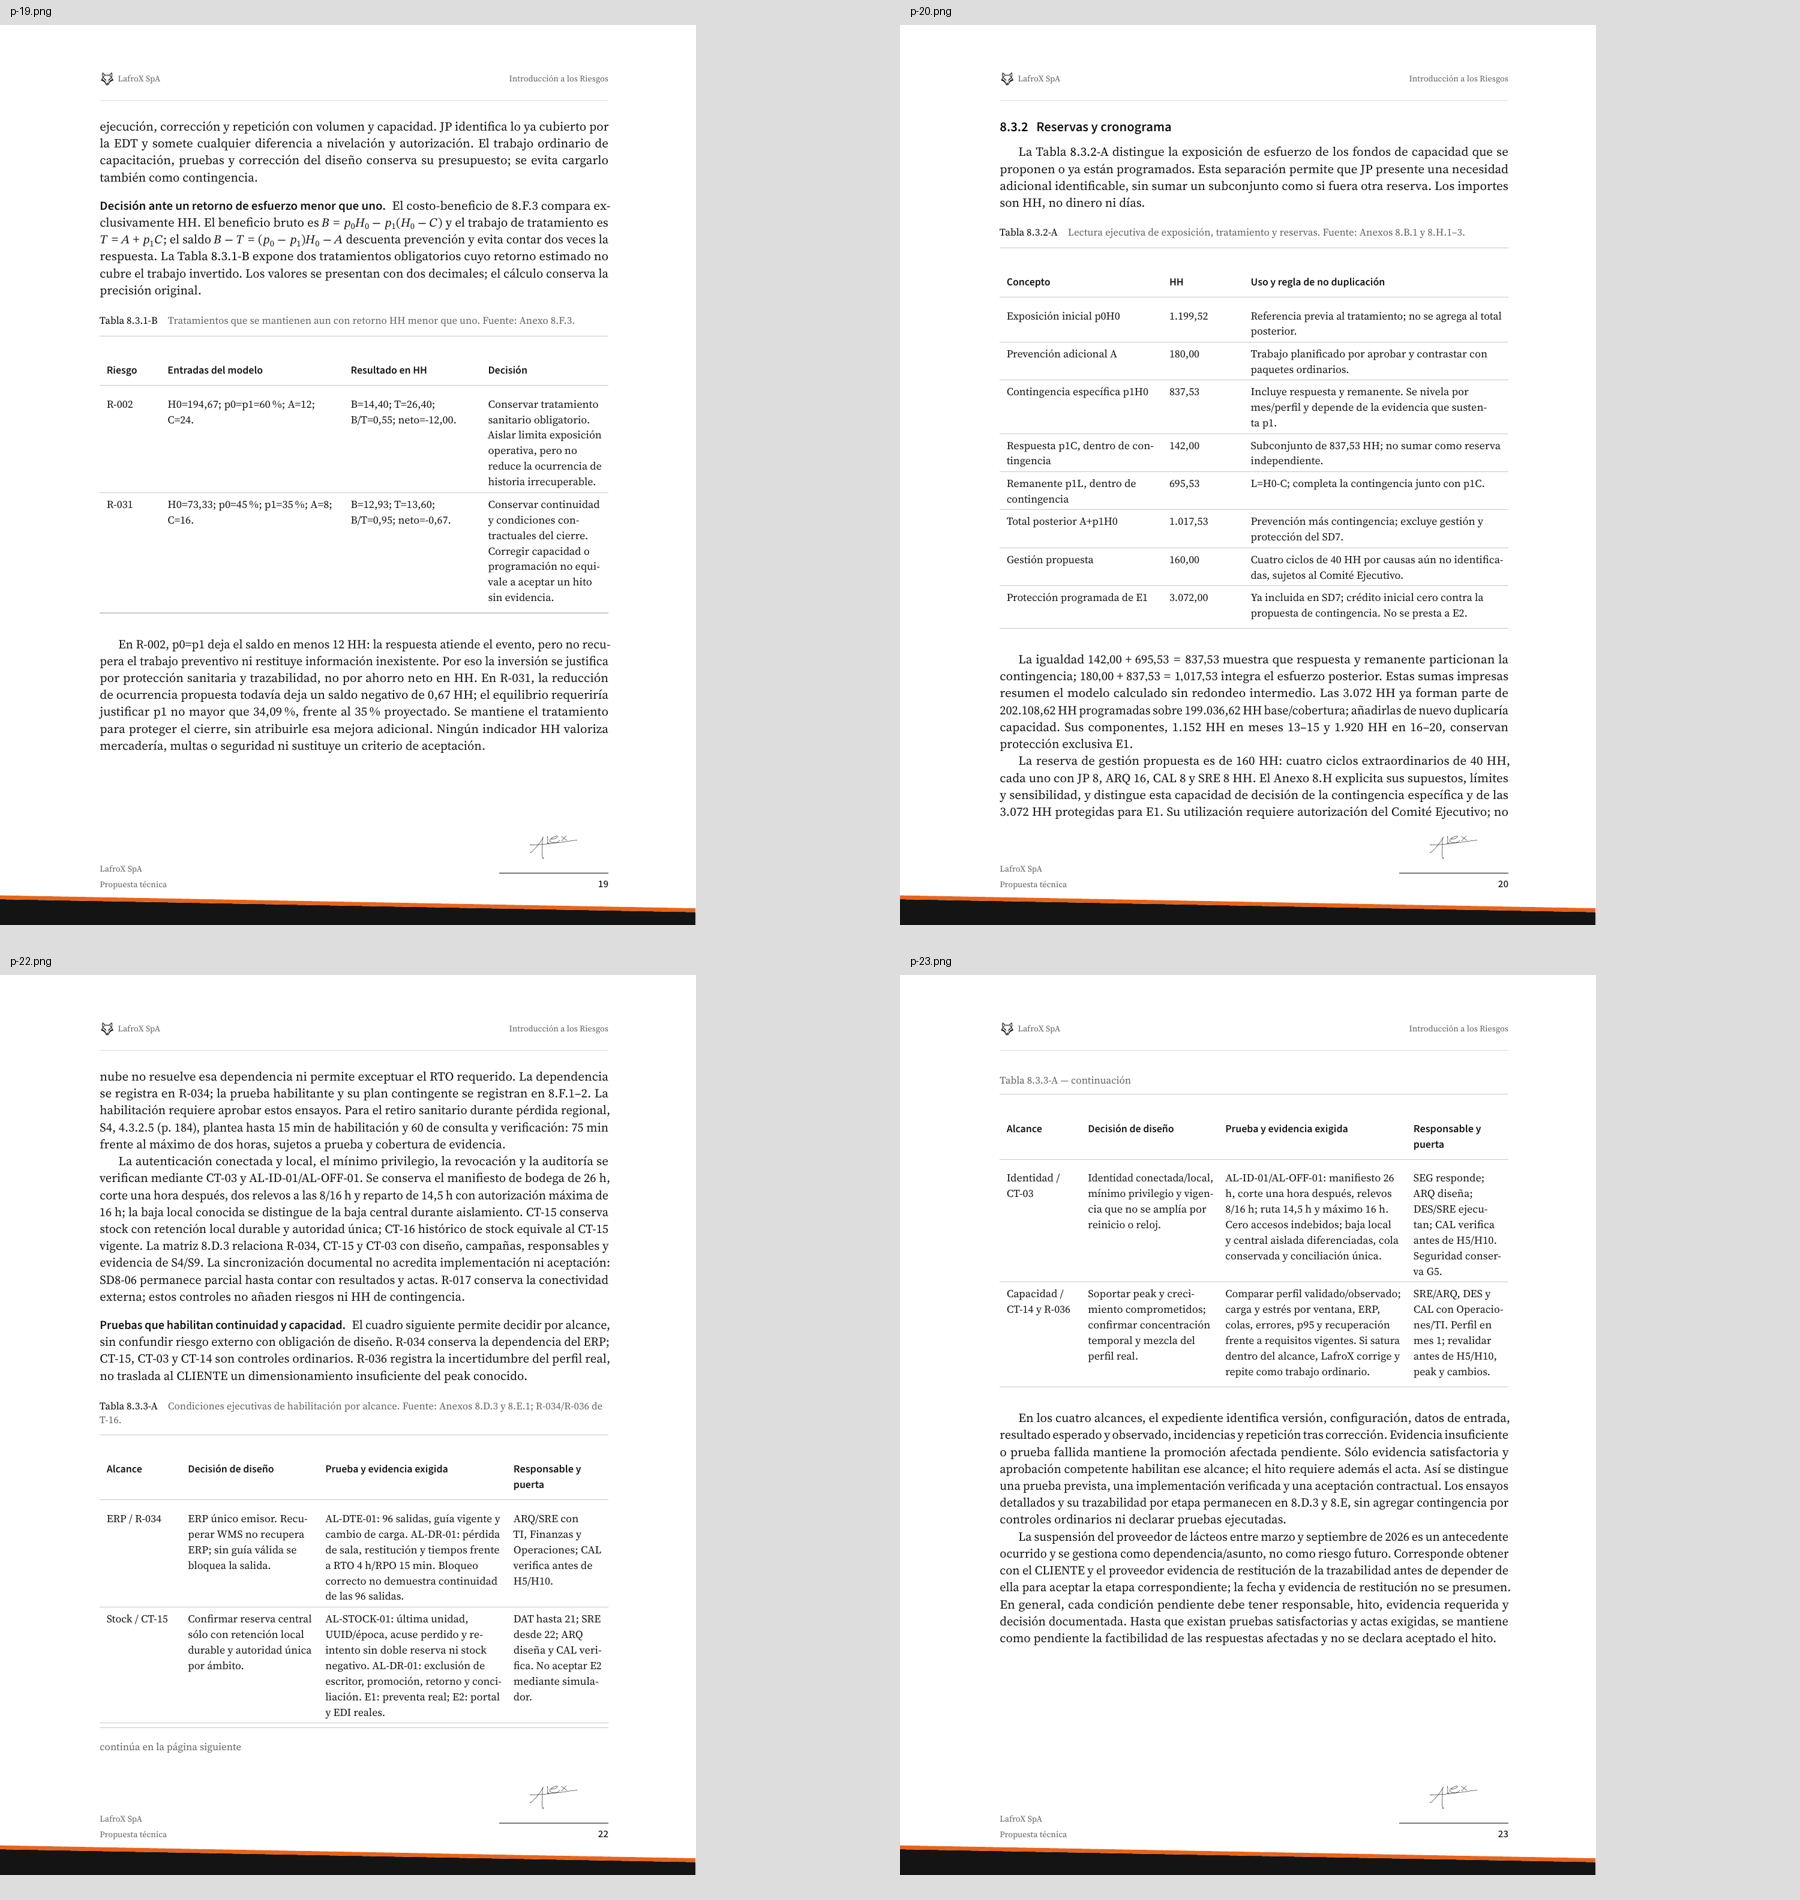 p-19.png
LafroX SpA
Introducción a los Riesgos
ejecución, corrección y repetición con volumen y capacidad. JP identifica lo ya cubierto por
la EDT y somete cualquier diferencia a nivelación y autorización. El trabajo ordinario de
capacitación, pruebas y corrección del diseño conserva su presupuesto; se evita cargarlo
también como contingencia.
Decisión ante un retorno de esfuerzo menor que uno. El costo-beneficio de 8.F.3 compara ex-
clusivamente HH. El beneficio bruto es B = p₀H₀ − p₁(H₀ − C) y el trabajo de tratamiento es
T = A + p₁C; el saldo B − T = (p₀ − p₁)H₀ − A descuenta prevención y evita contar dos veces la
respuesta. La Tabla 8.3.1-B expone dos tratamientos obligatorios cuyo retorno estimado no
cubre el trabajo invertido. Los valores se presentan con dos decimales; el cálculo conserva la
precisión original.
Tabla 8.3.1-B Tratamientos que se mantienen aun con retorno HH menor que uno. Fuente: Anexo 8.F.3.
Riesgo
Entradas del modelo
Resultado en HH
Decisión
R-002
H0=194,67; p0=p1=60 %; A=12;
C=24.
B=14,40; T=26,40;
B/T=0,55; neto=-12,00.
Conservar tratamiento
sanitario obligatorio.
Aislar limita exposición
operativa, pero no
reduce la ocurrencia de
historia irrecuperable.
R-031
H0=73,33; p0=45 %; p1=35 %; A=8;
C=16.
B=12,93; T=13,60;
B/T=0,95; neto=-0,67.
Conservar continuidad
y condiciones con-
tractuales del cierre.
Corregir capacidad o
programación no equi-
vale a aceptar un hito
sin evidencia.
En R-002, p0=p1 deja el saldo en menos 12 HH: la respuesta atiende el evento, pero no recu-
pera el trabajo preventivo ni restituye información inexistente. Por eso la inversión se justifica
por protección sanitaria y trazabilidad, no por ahorro neto en HH. En R-031, la reducción
de ocurrencia propuesta todavía deja un saldo negativo de 0,67 HH; el equilibrio requeriría
justificar p1 no mayor que 34,09 %, frente al 35 % proyectado. Se mantiene el tratamiento
para proteger el cierre, sin atribuirle esa mejora adicional. Ningún indicador HH valoriza
mercadería, multas o seguridad ni sustituye un criterio de aceptación.
Alex
LafroX SpA
Propuesta técnica
19
p-20.png
LafroX SpA
Introducción a los Riesgos
8.3.2 Reservas y cronograma
La Tabla 8.3.2-A distingue la exposición de esfuerzo de los fondos de capacidad que se
proponen o ya están programados. Esta separación permite que JP presente una necesidad
adicional identificable, sin sumar un subconjunto como si fuera otra reserva. Los importes
son HH, no dinero ni días.
Tabla 8.3.2-A Lectura ejecutiva de exposición, tratamiento y reservas. Fuente: Anexos 8.B.1 y 8.H.1–3.
Concepto
HH
Uso y regla de no duplicación
Exposición inicial p0H0
1.199,52
Referencia previa al tratamiento; no se agrega al total
posterior.
Prevención adicional A
180,00
Trabajo planificado por aprobar y contrastar con
paquetes ordinarios.
Contingencia específica p1H0
837,53
Incluye respuesta y remanente. Se nivela por
mes/perfil y depende de la evidencia que susten-
ta p1.
Respuesta p1C, dentro de con-
tingencia
142,00
Subconjunto de 837,53 HH; no sumar como reserva
independiente.
Remanente p1L, dentro de
contingencia
695,53
L=H0-C; completa la contingencia junto con p1C.
Total posterior A+p1H0
1.017,53
Prevención más contingencia; excluye gestión y
protección del SD7.
Gestión propuesta
160,00
Cuatro ciclos de 40 HH por causas aún no identifica-
das, sujetos al Comité Ejecutivo.
Protección programada de E1
3.072,00
Ya incluida en SD7; crédito inicial cero contra la
propuesta de contingencia. No se presta a E2.
La igualdad 142,00 + 695,53 = 837,53 muestra que respuesta y remanente particionan la
contingencia; 180,00 + 837,53 = 1,017,53 integra el esfuerzo posterior. Estas sumas impresas
resumen el modelo calculado sin redondeo intermedio. Las 3.072 HH ya forman parte de
202.108,62 HH programadas sobre 199.036,62 HH base/cobertura; añadirlas de nuevo duplicaría
capacidad. Sus componentes, 1.152 HH en meses 13–15 y 1.920 HH en 16–20, conservan
protección exclusiva E1.
La reserva de gestión propuesta es de 160 HH: cuatro ciclos extraordinarios de 40 HH,
cada uno con JP 8, ARQ 16, CAL 8 y SRE 8 HH. El Anexo 8.H explicita sus supuestos, límites
y sensibilidad, y distingue esta capacidad de decisión de la contingencia específica y de las
3.072 HH protegidas para E1. Su utilización requiere autorización del Comité Ejecutivo; no
Alex
LafroX SpA
Propuesta técnica
20
p-22.png
LafroX SpA
Introducción a los Riesgos
nube no resuelve esa dependencia ni permite exceptuar el RTO requerido. La dependencia
se registra en R-034; la prueba habilitante y su plan contingente se registran en 8.F.1–2. La
habilitación requiere aprobar estos ensayos. Para el retiro sanitario durante pérdida regional,
S4, 4.3.2.5 (p. 184), plantea hasta 15 min de habilitación y 60 de consulta y verificación: 75 min
frente al máximo de dos horas, sujetos a prueba y cobertura de evidencia.
La autenticación conectada y local, el mínimo privilegio, la revocación y la auditoría se
verifican mediante CT-03 y AL-ID-01/AL-OFF-01. Se conserva el manifiesto de bodega de 26 h,
corte una hora después, dos relevos a las 8/16 h y reparto de 14,5 h con autorización máxima de
16 h; la baja local conocida se distingue de la baja central durante aislamiento. CT-15 conserva
stock con retención local durable y autoridad única; CT-16 histórico de stock equivale al CT-15
vigente. La matriz 8.D.3 relaciona R-034, CT-15 y CT-03 con diseño, campañas, responsables y
evidencia de S4/S9. La sincronización documental no acredita implementación ni aceptación:
SD8-06 permanece parcial hasta contar con resultados y actas. R-017 conserva la conectividad
externa; estos controles no añaden riesgos ni HH de contingencia.
Pruebas que habilitan continuidad y capacidad. El cuadro siguiente permite decidir por alcance,
sin confundir riesgo externo con obligación de diseño. R-034 conserva la dependencia del ERP;
CT-15, CT-03 y CT-14 son controles ordinarios. R-036 registra la incertidumbre del perfil real,
no traslada al CLIENTE un dimensionamiento insuficiente del peak conocido.
Tabla 8.3.3-A Condiciones ejecutivas de habilitación por alcance. Fuente: Anexos 8.D.3 y 8.E.1; R-034/R-036 de
T-16.
Alcance
Decisión de diseño
Prueba y evidencia exigida
Responsable y
puerta
ERP / R-034
ERP único emisor. Recu-
perar WMS no recupera
ERP; sin guía válida se
bloquea la salida.
AL-DTE-01: 96 salidas, guía vigente y
cambio de carga. AL-DR-01: pérdida
de sala, restitución y tiempos frente
a RTO 4 h/RPO 15 min. Bloqueo
correcto no demuestra continuidad
de las 96 salidas.
ARQ/SRE con
TI, Finanzas y
Operaciones; CAL
verifica antes de
H5/H10.
Stock / CT-15
Confirmar reserva central
sólo con retención local
durable y autoridad única
por ámbito.
AL-STOCK-01: última unidad,
UUID/época, acuse perdido y re-
intento sin doble reserva ni stock
negativo. AL-DR-01: exclusión de
escritor, promoción, retorno y conci-
liación. E1: preventa real; E2: portal
y EDI reales.
DAT hasta 21; SRE
desde 22; ARQ
diseña y CAL veri-
fica. No aceptar E2
mediante simula-
dor.
continúa en la página siguiente
Alex
LafroX SpA
Propuesta técnica
22
p-23.png
LafroX SpA
Introducción a los Riesgos
Tabla 8.3.3-A — continuación
Alcance
Decisión de diseño
Prueba y evidencia exigida
Responsable y
puerta
Identidad /
CT-03
Identidad conectada/local,
mínimo privilegio y vigen-
cia que no se amplía por
reinicio o reloj.
AL-ID-01/AL-OFF-01: manifiesto 26
h, corte una hora después, relevos
8/16 h; ruta 14,5 h y máximo 16 h.
Cero accesos indebidos; baja local
y central aislada diferenciadas, cola
conservada y conciliación única.
SEG responde;
ARQ diseña;
DES/SRE ejecu-
tan; CAL verifica
antes de H5/H10.
Seguridad conser-
va G5.
Capacidad /
CT-14 y R-036
Soportar peak y creci-
miento comprometidos;
confirmar concentración
temporal y mezcla del
perfil real.
Comparar perfil validado/observado;
carga y estrés por ventana, ERP,
colas, errores, p95 y recuperación
frente a requisitos vigentes. Si satura
dentro del alcance, LafroX corrige y
repite como trabajo ordinario.
SRE/ARQ, DES y
CAL con Operacio-
nes/TI. Perfil en
mes 1; revalidar
antes de H5/H10,
peak y cambios.
En los cuatro alcances, el expediente identifica versión, configuración, datos de entrada,
resultado esperado y observado, incidencias y repetición tras corrección. Evidencia insuficiente
o prueba fallida mantiene la promoción afectada pendiente. Sólo evidencia satisfactoria y
aprobación competente habilitan ese alcance; el hito requiere además el acta. Así se distingue
una prueba prevista, una implementación verificada y una aceptación contractual. Los ensayos
detallados y su trazabilidad por etapa permanecen en 8.D.3 y 8.E, sin agregar contingencia por
controles ordinarios ni declarar pruebas ejecutadas.
La suspensión del proveedor de lácteos entre marzo y septiembre de 2026 es un antecedente
ocurrido y se gestiona como dependencia/asunto, no como riesgo futuro. Corresponde obtener
con el CLIENTE y el proveedor evidencia de restitución de la trazabilidad antes de depender de
ella para aceptar la etapa correspondiente; la fecha y evidencia de restitución no se presumen.
En general, cada condición pendiente debe tener responsable, hito, evidencia requerida y
decisión documentada. Hasta que existan pruebas satisfactorias y actas exigidas, se mantiene
como pendiente la factibilidad de las respuestas afectadas y no se declara aceptado el hito.
Alex
LafroX SpA
Propuesta técnica
23